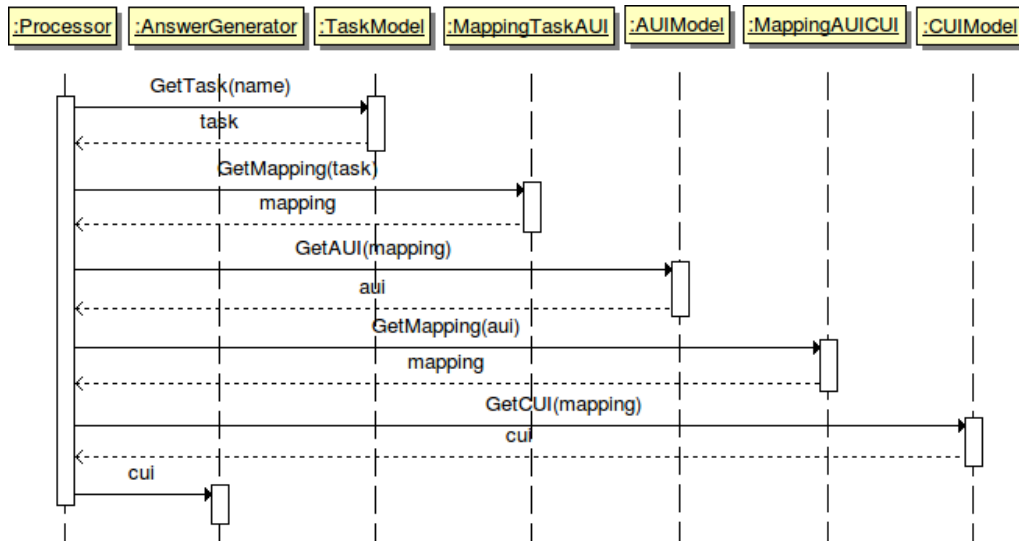 :Processor :AnswerGenerator :TaskModel :MappingTaskAUI :AUIModel :MappingAUICUI :CUIModel
GetTask(name)
task
GetMapping(task)
mapping
GetAUI(mapping)
aui
GetMapping(aui)
mapping
GetCUI(mapping)
cui
cui